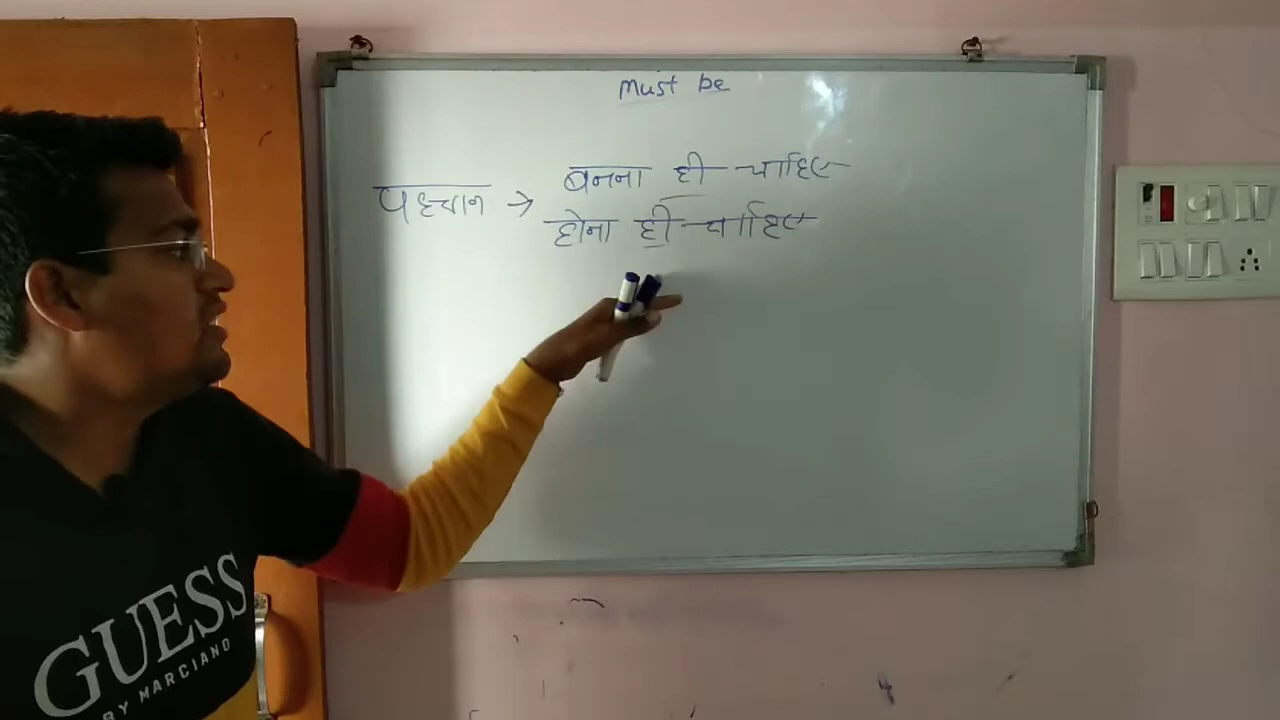 Must be
पहचान → बनना ही चाहिए
होना ही चाहिए
GUESS
BY MARCIANO